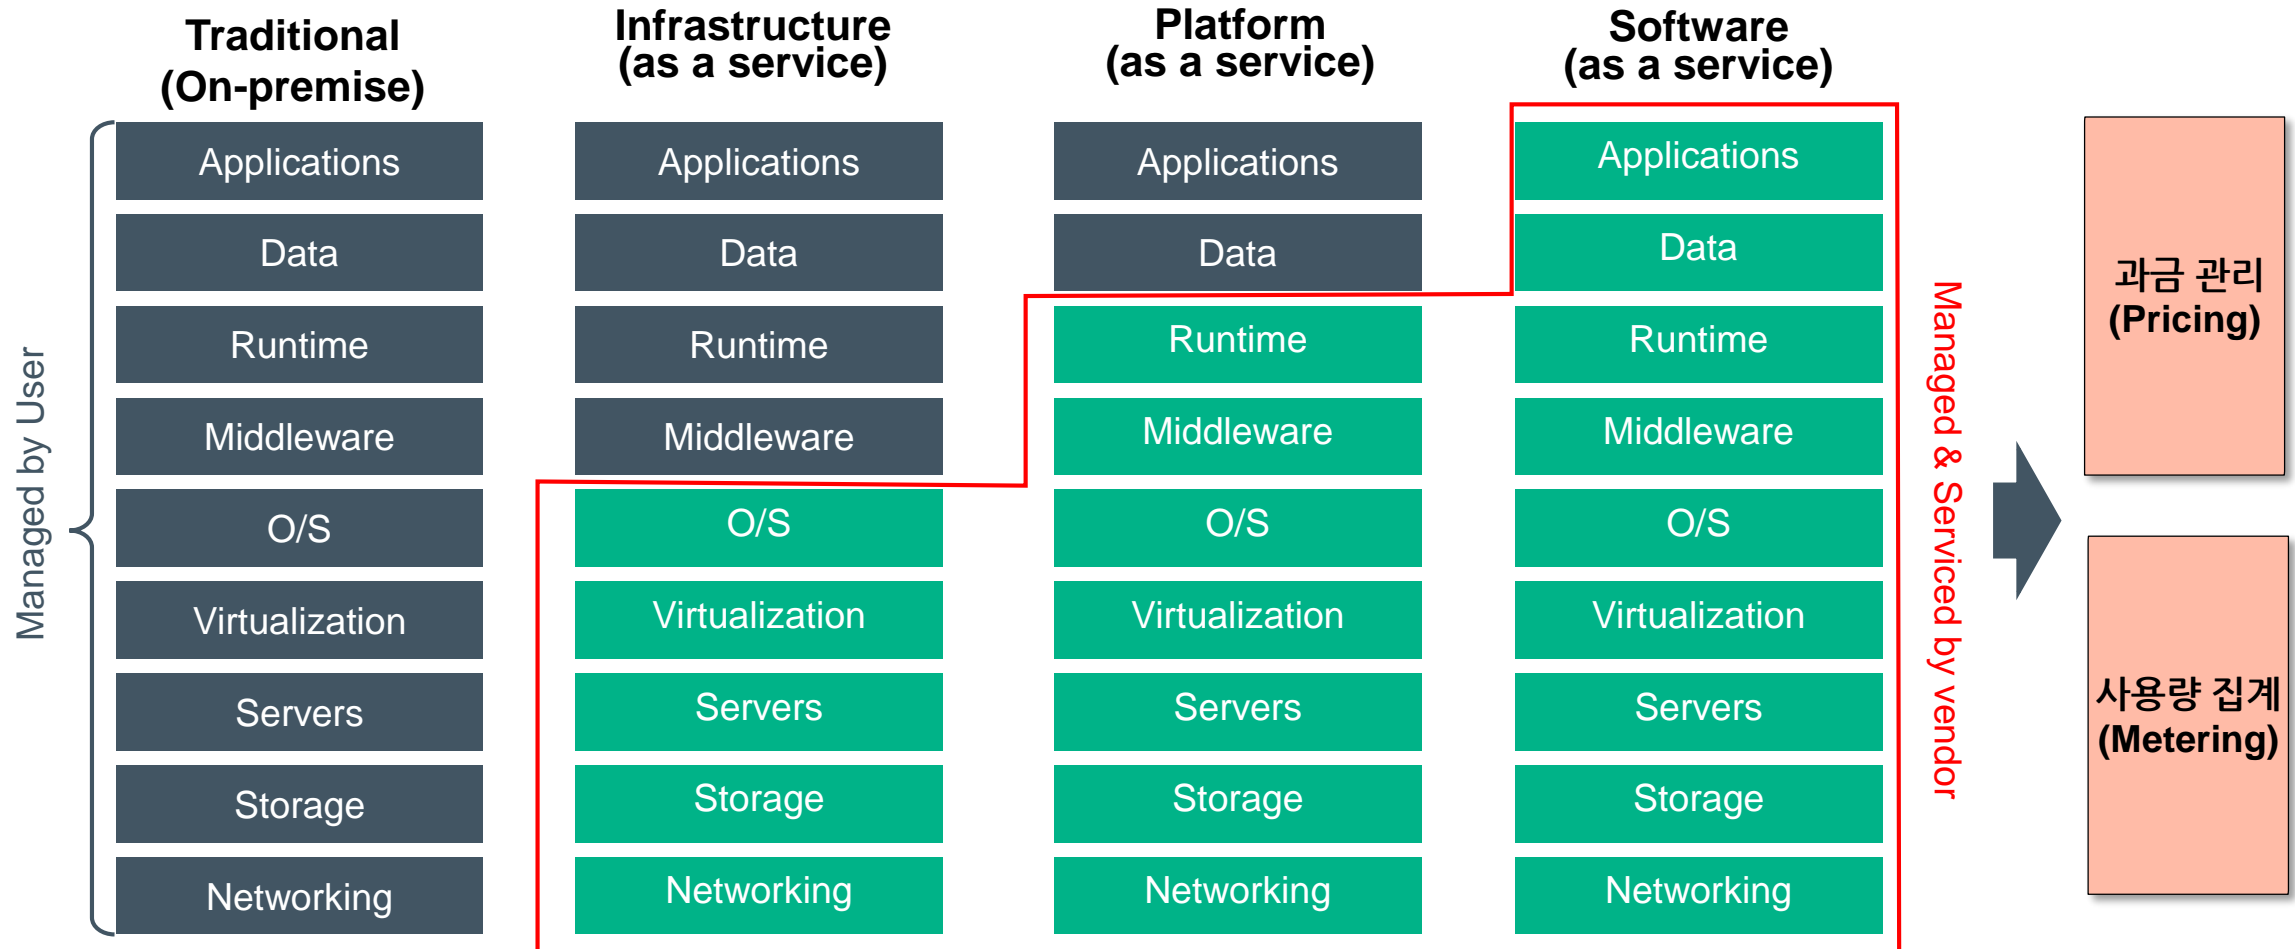 Traditional
(On-premise)
Infrastructure
(as a service)
Platform
(as a service)
Software
(as a service)
Managed by User
Applications
Data
Runtime
Middleware
O/S
Virtualization
Servers
Storage
Networking
Applications
Data
Runtime
Middleware
O/S
Virtualization
Servers
Storage
Networking
Applications
Data
Runtime
Middleware
O/S
Virtualization
Servers
Storage
Networking
Applications
Data
Runtime
Middleware
O/S
Virtualization
Servers
Storage
Networking
Managed & Serviced by vendor
과금 관리
(Pricing)
사용량 집계
(Metering)